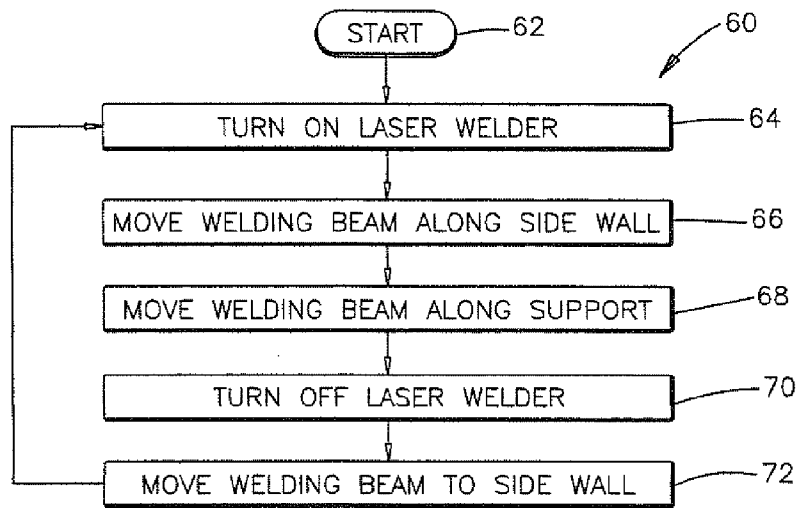 START 62
60
TURN ON LASER WELDER 64
MOVE WELDING BEAM ALONG SIDE WALL 66
MOVE WELDING BEAM ALONG SUPPORT 68
TURN OFF LASER WELDER 70
MOVE WELDING BEAM TO SIDE WALL 72